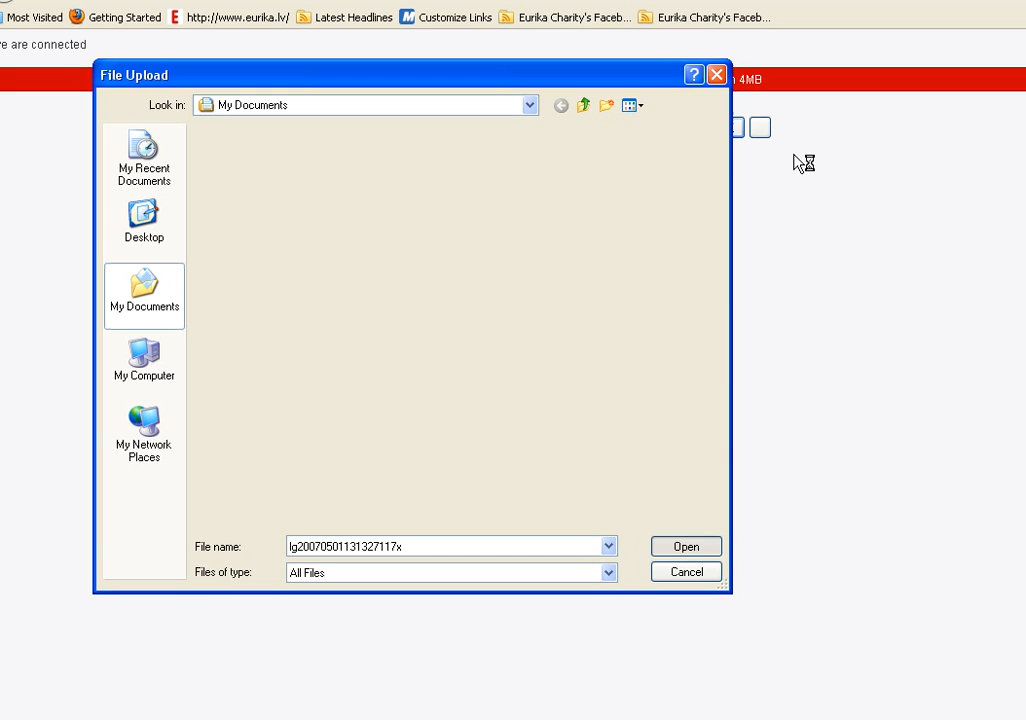 Most Visited Getting Started http://www.eurika.lv/ Latest Headlines Customize Links Eurika Charity's Faceb... Eurika Charity's Faceb...
e are connected
File Upload
4MB
Look in: My Documents
My Recent
Documents
Desktop
My Documents
My Computer
My Network
Places
File name: lg20070501131327117x Open
Files of type: All Files Cancel